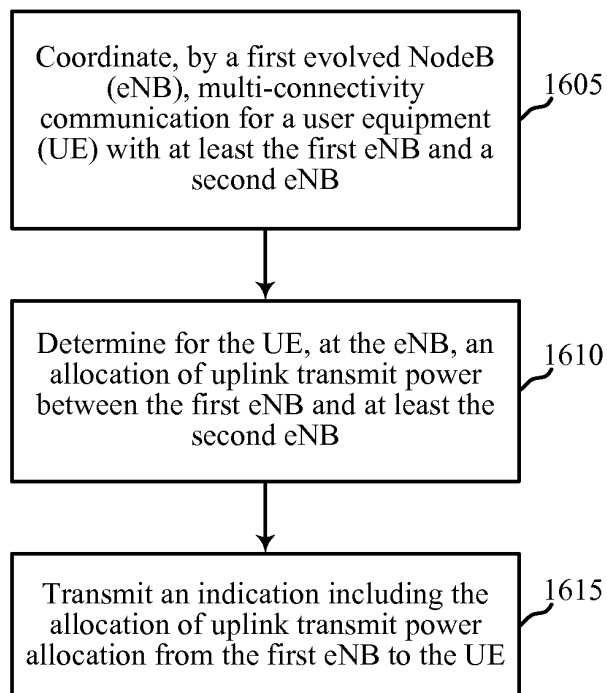 Coordinate, by a first evolved NodeB
(eNB), multi-connectivity
communication for a user equipment
(UE) with at least the first eNB and a
second eNB
1605
Determine for the UE, at the eNB, an
allocation of uplink transmit power
between the first eNB and at least the
second eNB
1610
Transmit an indication including the
allocation of uplink transmit power
allocation from the first eNB to the UE
1615